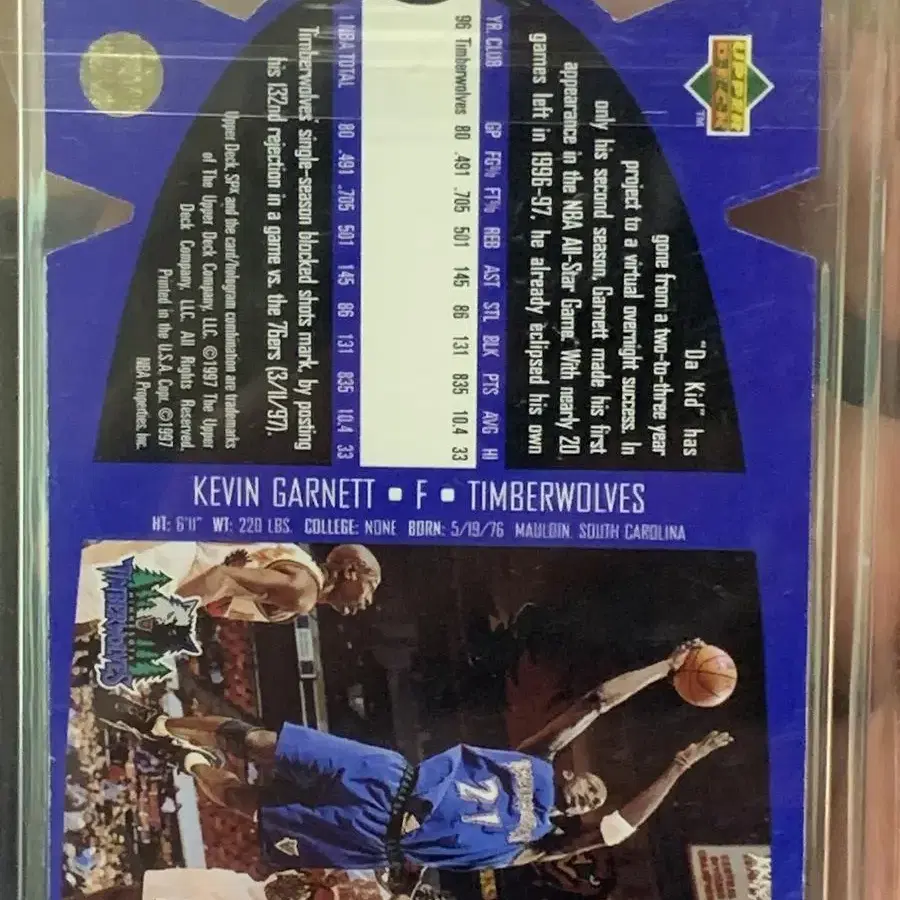 UPPER
DECK
TM
"Da Kid" has
gone from a two-to-three year
project to a virtual overnight success. In
only his second season, Garnett made his first
appearance in the NBA All-Star Game. With nearly 20
games left in 1996-97, he already eclipsed his own
YR. CLUB GP FG% FT% REB AST STL BLK PTS AVG HI
96 Timberwolves 80 .491 .705 501 145 86 131 835 10.4 33
1 NBA TOTAL 80 .491 .705 501 145 86 131 835 10.4 33
Timberwolves' single-season blocked shots mark, by posting
his 132nd rejection in a game vs. the 76ers (3/11/97).
Upper Deck, SPx and the card/hologram combination are trademarks
of The Upper Deck Company, LLC. ©1997 The Upper
Deck Company, LLC. All Rights Reserved.
Printed in the U.S.A. Copr. ©1997
NBA Properties, Inc.
KEVIN GARNETT • F • TIMBERWOLVES
HT: 6'11" WT: 220 LBS. COLLEGE: NONE BORN: 5/19/76 MAULDIN, SOUTH CAROLINA
TIMBERWOLVES
21